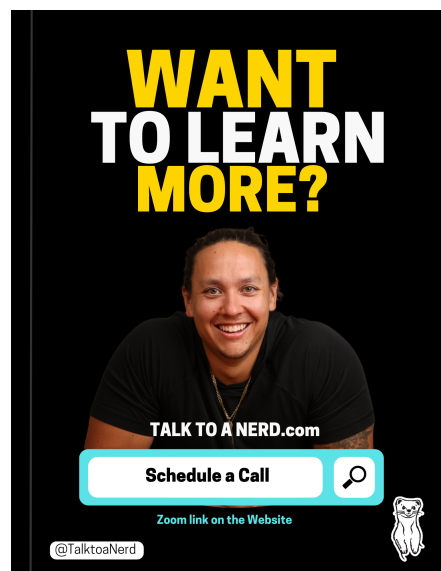 WANT
TO LEARN
MORE?
TALK TO A NERD.com
Schedule a Call
Zoom link on the Website
@TalktoaNerd